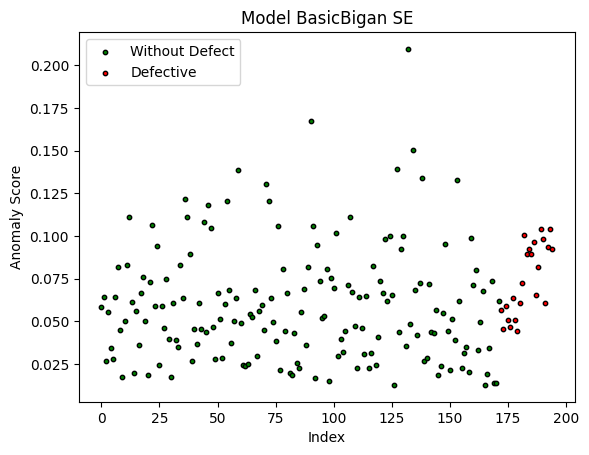 Model BasicBigan SE
Without Defect
Defective
Anomaly Score
0.200
0.175
0.150
0.125
0.100
0.075
0.050
0.025
0 25 50 75 100 125 150 175 200
Index